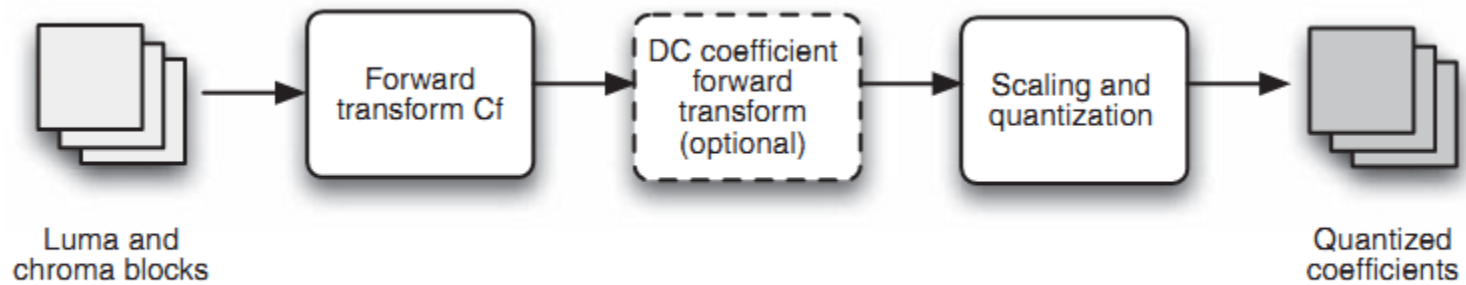 Luma and
chroma blocks
Forward
transform Cf
DC coefficient
forward
transform
(optional)
Scaling and
quantization
Quantized
coefficients